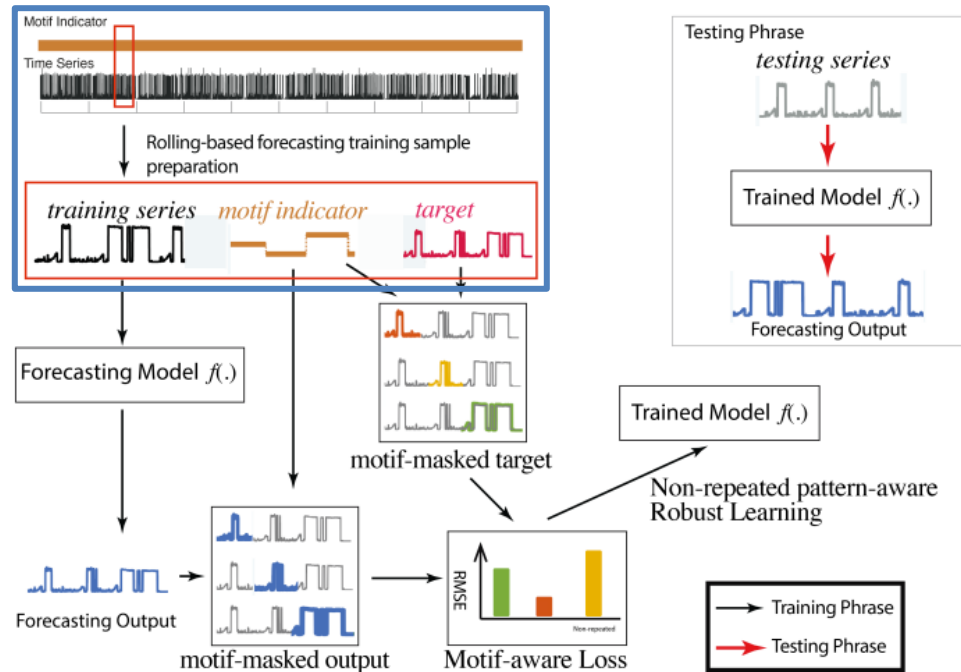 Motif Indicator
Time Series
Rolling-based forecasting training sample
preparation
training series
motif indicator
target
Forecasting Model f(.)
motif-masked target
Forecasting Output
motif-masked output
RMSE
Non-repeated
Motif-aware Loss
Non-repeated pattern-aware
Robust Learning
Trained Model f(.)
Testing Phrase
testing series
Trained Model f(.)
Forecasting Output
Training Phrase
Testing Phrase